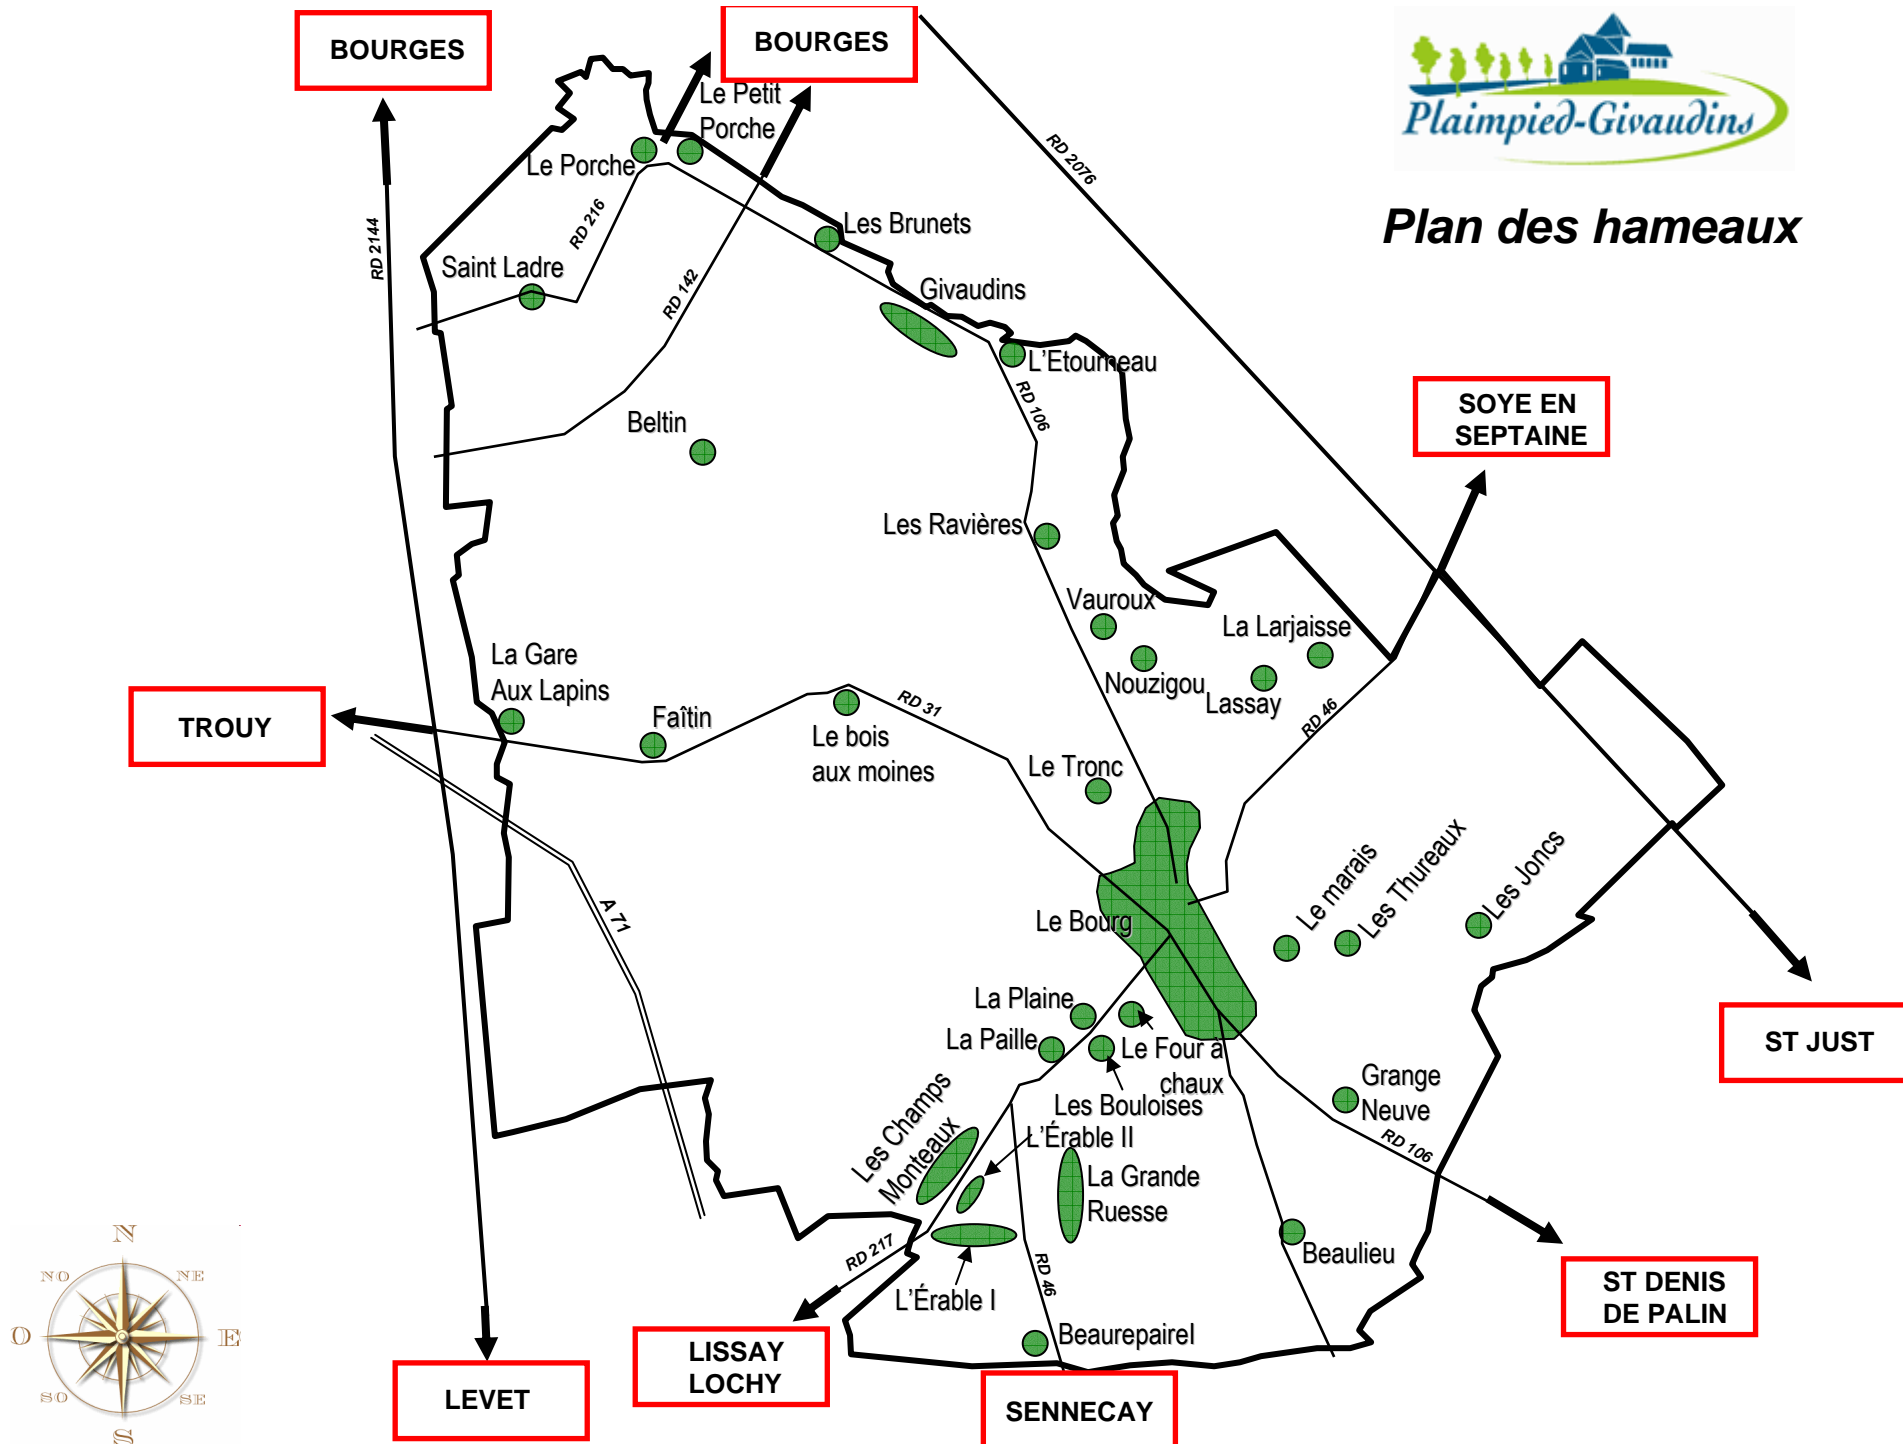 BOURGES
BOURGES
Plaimpied-Givaudins
Plan des hameaux
Le Petit
Porche
Le Porche
RD 2076
RD 216
RD 2144
Les Brunets
Saint Ladre
RD 142
Givaudins
L'Etourneau
RD 106
Beltin
SOYE EN
SEPTAINE
Les Ravières
Vauroux
La Larjaisse
Nouzigou
Lassay
RD 46
La Gare
Aux Lapins
TROUY
Faîtin
RD 31
Le bois
aux moines
Le Tronc
A 71
Le Bourg
Le marais
Les Thureaux
Les Joncs
La Plaine
La Paille
Le Four à
chaux
ST JUST
Les Bouloises
Grange
Neuve
RD 106
Les Champs
Monteaux
L'Érable II
La Grande
Ruesse
RD 217
RD 46
Beaulieu
L'Érable I
BeaurepaireI
ST DENIS
DE PALIN
LISSAY
LOCHY
LEVET
SENNECAY
N
NO
NE
O
E
SO
SE
S